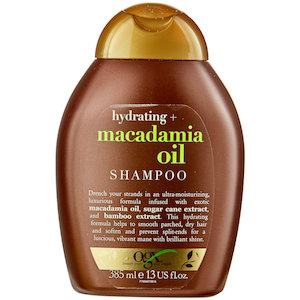 hydrating +
macadamia
oil
SHAMPOO
Drench your strands in an ultra-moisturizing,
luxurious formula infused with exotic
macadamia oil, sugar cane extract,
and bamboo extract. This hydrating
formula helps to smooth parched, dry hair
and soften and prevent split-ends for a
luscious, vibrant mane with brilliant shine.
ogx
385 ml e 13 US fl.oz.